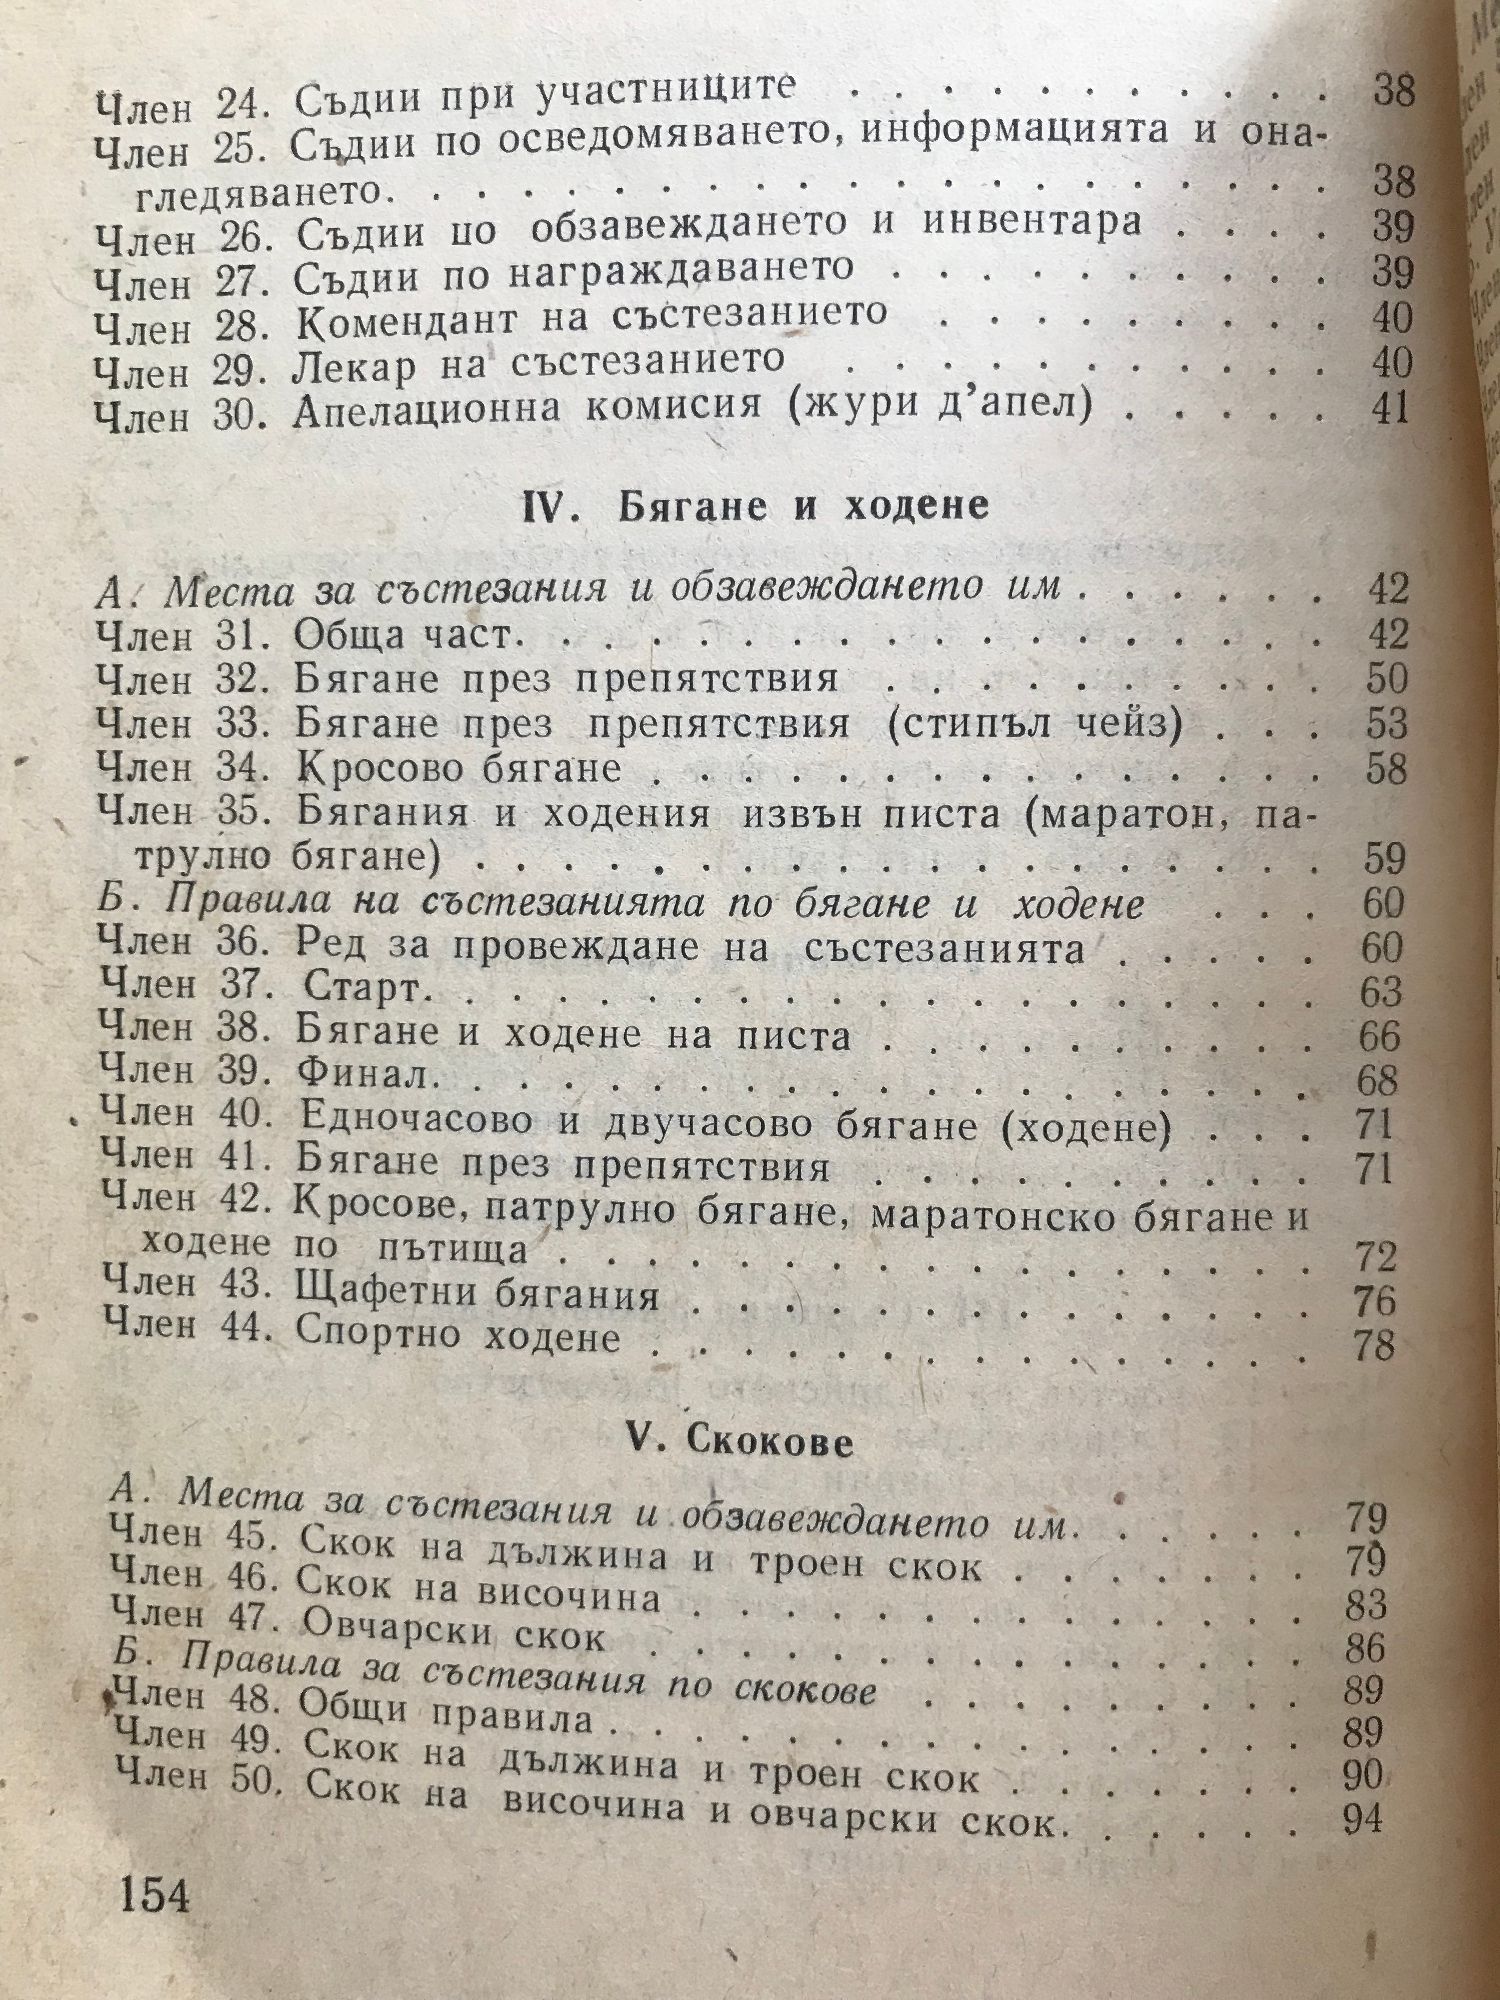 Член 24. Съдии при участниците . . . . . . . . . . . 38
Член 25. Съдии по осведомяването, информацията и она-
гледяването. . . . . . . . . . . . . . . . . . . . . 38
Член 26. Съдии по обзавеждането и инвентара . . . . 39
Член 27. Съдии по награждаването . . . . . . . . . . 39
Член 28. Комендант на състезанието . . . . . . . . . 40
Член 29. Лекар на състезанието . . . . . . . . . . . 40
Член 30. Апелационна комисия (жури д’апел) . . . . . 41
IV. Бягане и ходене
А. Места за състезания и обзавеждането им . . . . . . 42
Член 31. Обща част. . . . . . . . . . . . . . . . . . 42
Член 32. Бягане през препятствия . . . . . . . . . . 50
Член 33. Бягане през препятствия (стипъл чейз) . . . 53
Член 34. Кросово бягане . . . . . . . . . . . . . . . 58
Член 35. Бягания и ходения извън писта (маратон, па-
трулно бягане) . . . . . . . . . . . . . . . . . . . 59
Б. Правила на състезанията по бягане и ходене . . . 60
Член 36. Ред за провеждане на състезанията . . . . . 60
Член 37. Старт. . . . . . . . . . . . . . . . . . . . 63
Член 38. Бягане и ходене на писта . . . . . . . . . . 66
Член 39. Финал. . . . . . . . . . . . . . . . . . . . 68
Член 40. Едночасово и двучасово бягане (ходене) . . . 71
Член 41. Бягане през препятствия . . . . . . . . . . 71
Член 42. Кросове, патрулно бягане, маратонско бягане и
ходене по пътища . . . . . . . . . . . . . . . . . 72
Член 43. Щафетни бягания . . . . . . . . . . . . . . 76
Член 44. Спортно ходене . . . . . . . . . . . . . . . 78
V. Скокове
А. Места за състезания и обзавеждането им. . . . . . 79
Член 45. Скок на дължина и троен скок . . . . . . . 79
Член 46. Скок на височина . . . . . . . . . . . . . . 83
Член 47. Овчарски скок . . . . . . . . . . . . . . . 86
Б. Правила за състезания по скокове . . . . . . . . . 89
Член 48. Общи правила . . . . . . . . . . . . . . . . 89
Член 49. Скок на дължина и троен скок . . . . . . . 90
Член 50. Скок на височина и овчарски скок. . . . . . 94
154